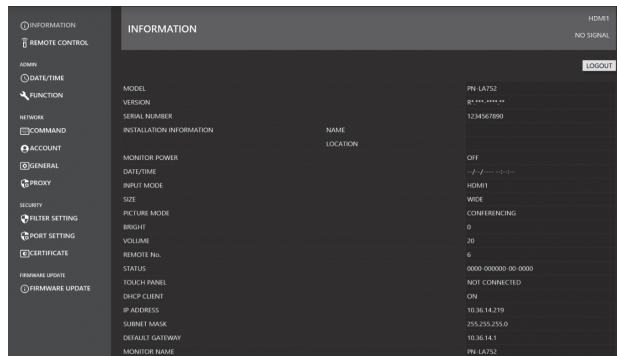 INFORMATION
REMOTE CONTROL
ADMIN
DATE/TIME
FUNCTION
NETWORK
COMMAND
ACCOUNT
GENERAL
PROXY
SECURITY
FILTER SETTING
PORT SETTING
CERTIFICATE
FIRMWARE UPDATE
FIRMWARE UPDATE
INFORMATION
HDMI1
NO SIGNAL
LOGOUT
MODEL PN-LA752
VERSION R*.***-****.**
SERIAL NUMBER 1234567890
INSTALLATION INFORMATION NAME
LOCATION
MONITOR POWER OFF
DATE/TIME --/--/---- --:--:--
INPUT MODE HDMI1
SIZE WIDE
PICTURE MODE CONFERENCING
BRIGHT 0
VOLUME 20
REMOTE No. 6
STATUS 0000-000000-00-0000
TOUCH PANEL NOT CONNECTED
DHCP CLIENT ON
IP ADDRESS 10.36.14.219
SUBNET MASK 255.255.255.0
DEFAULT GATEWAY 10.36.14.1
MONITOR NAME PN-LA752